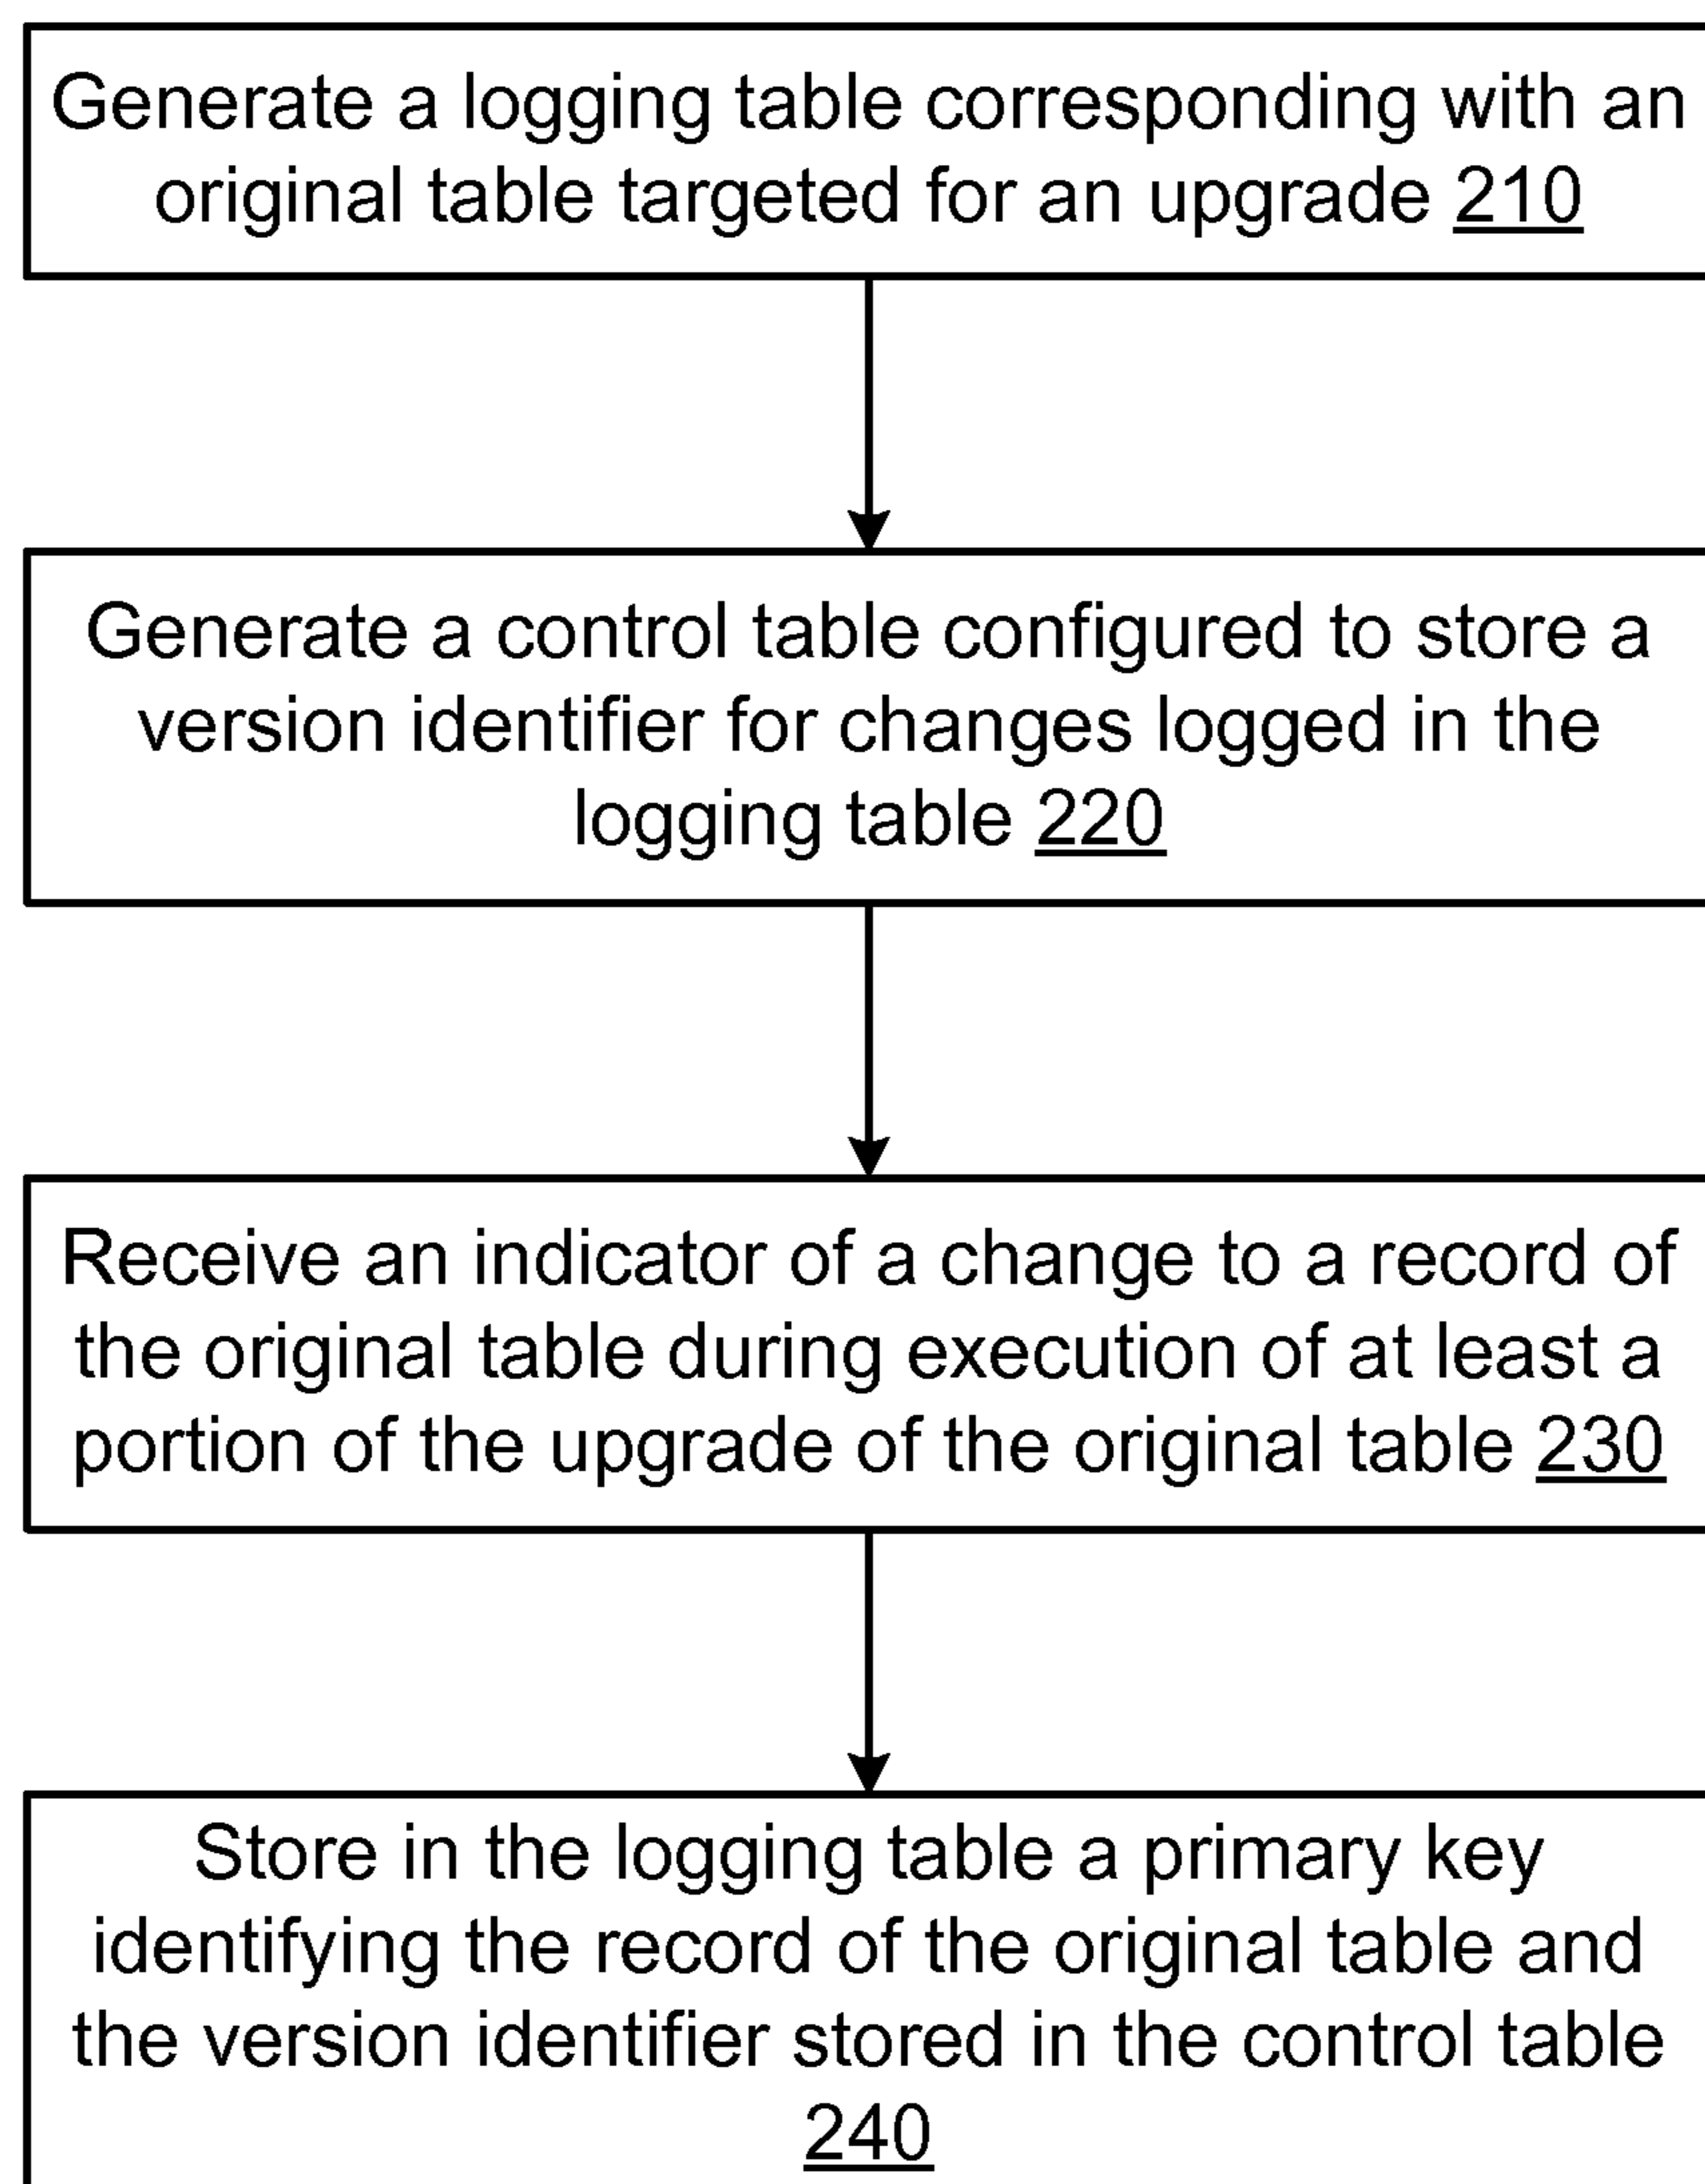 Generate a logging table corresponding with an
original table targeted for an upgrade 210
Generate a control table configured to store a
version identifier for changes logged in the
logging table 220
Receive an indicator of a change to a record of
the original table during execution of at least a
portion of the upgrade of the original table 230
Store in the logging table a primary key
identifying the record of the original table and
the version identifier stored in the control table
240